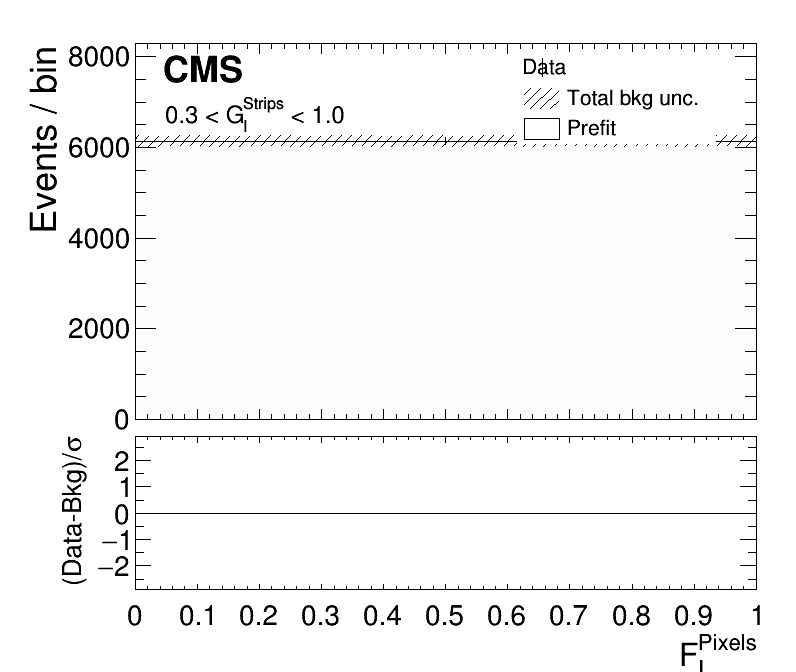 Events / bin
8000
6000
4000
2000
0
CMS
0.3 < G_I^Strips < 1.0
Data
Total bkg unc.
Prefit
(Data-Bkg)/σ
2
1
0
−1
−2
0 0.1 0.2 0.3 0.4 0.5 0.6 0.7 0.8 0.9 1
F_I^Pixels